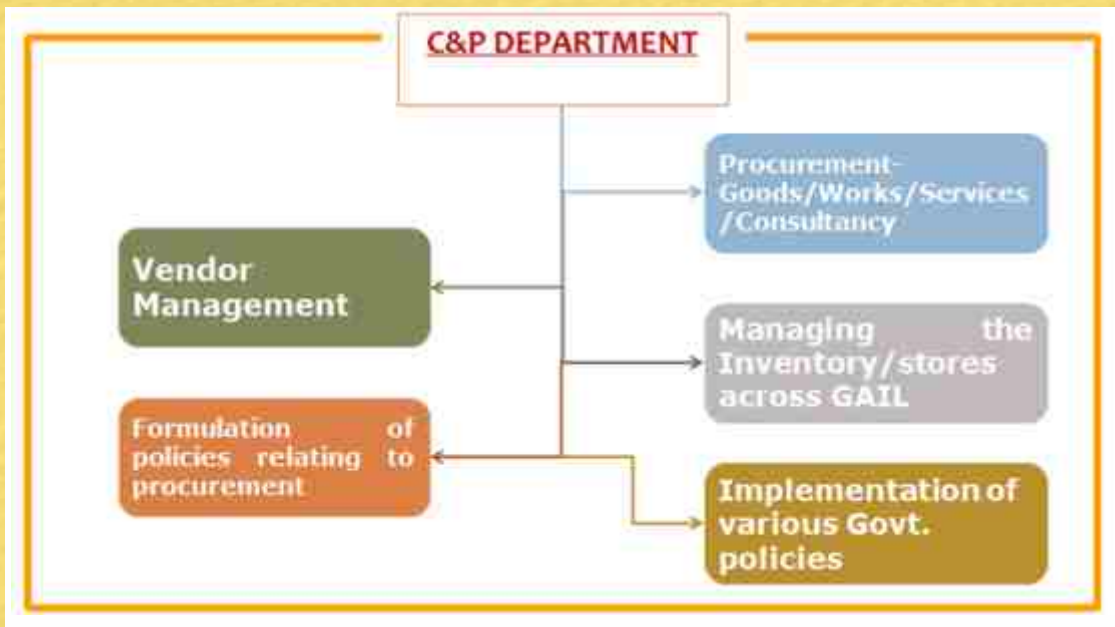 C&P DEPARTMENT
Procurement-
Goods/Works/Services
/Consultancy
Vendor
Management
Managing the
Inventory/stores
across GAIL
Formulation of
policies relating to
procurement
Implementation of
various Govt.
policies